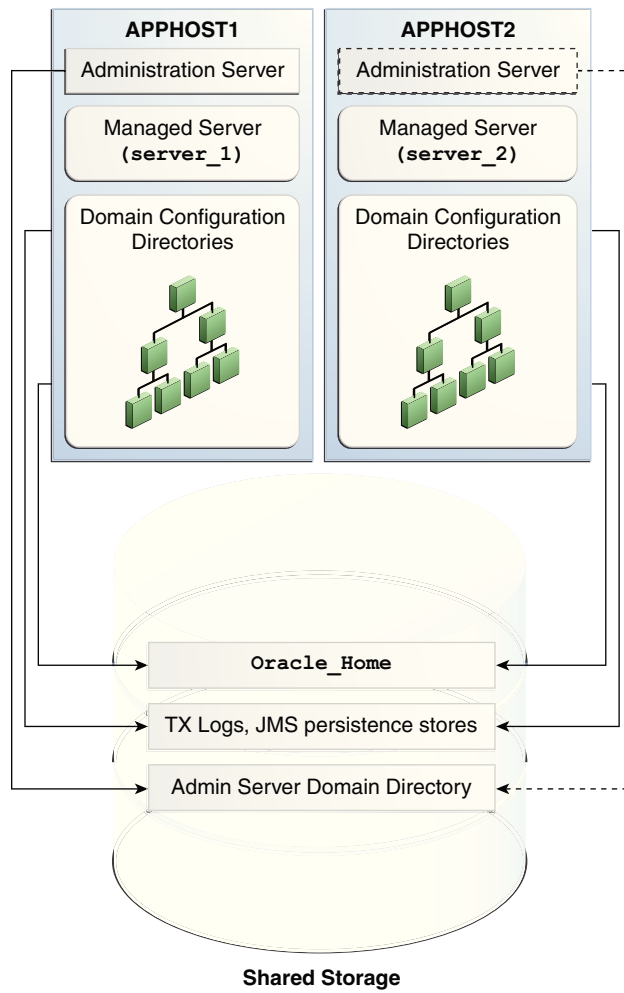 APPHOST1
Administration Server
Managed Server
(server_1)
Domain Configuration
Directories
APPHOST2
Administration Server
Managed Server
(server_2)
Domain Configuration
Directories
Oracle_Home
TX Logs, JMS persistence stores
Admin Server Domain Directory
Shared Storage